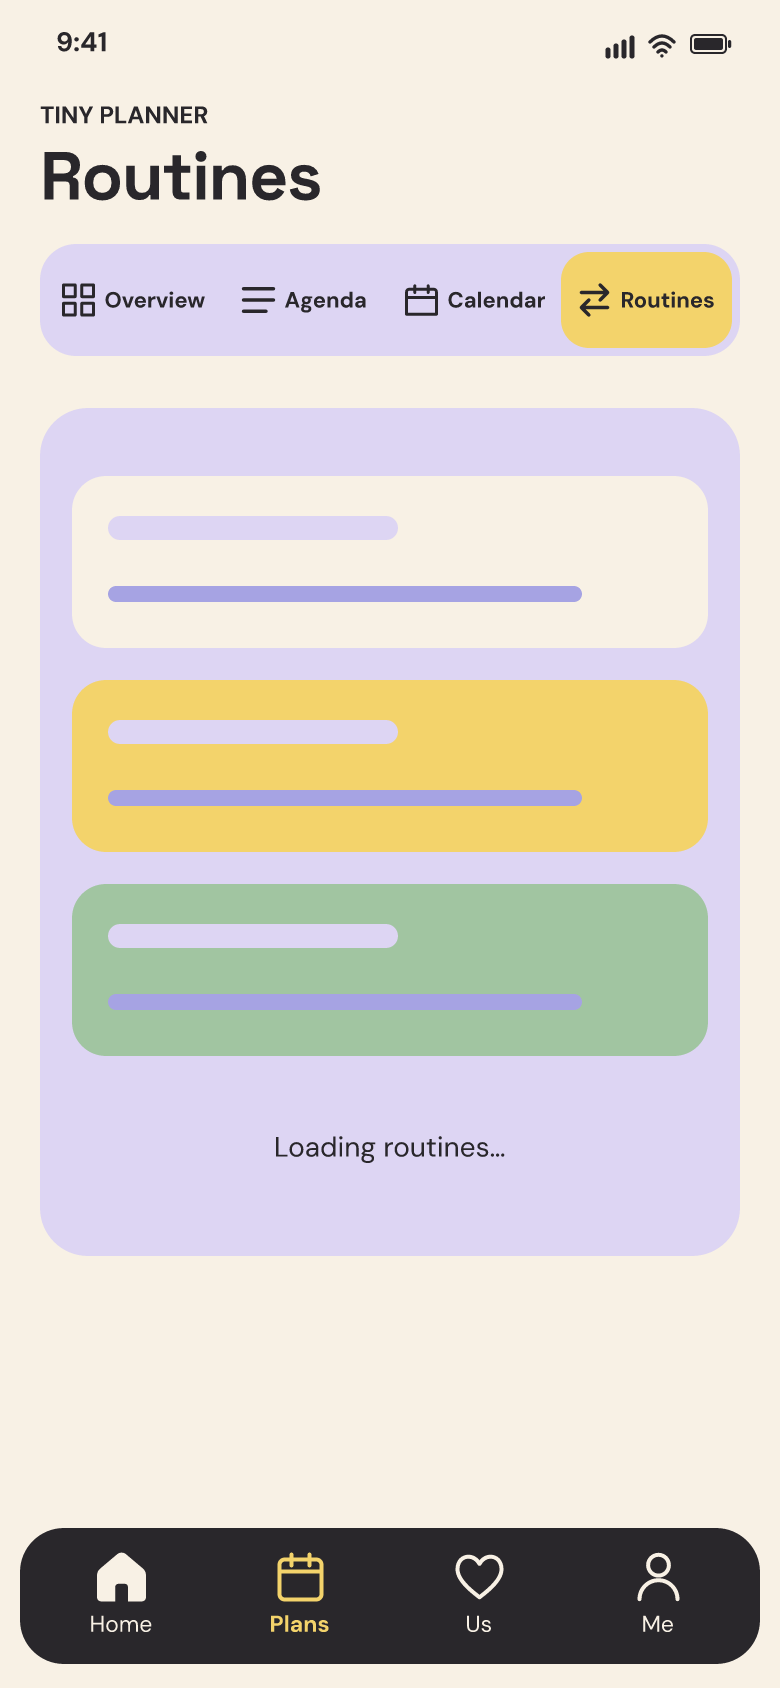 9:41
TINY PLANNER
Routines
Overview Agenda Calendar Routines
Loading routines...
Home Plans Us Me